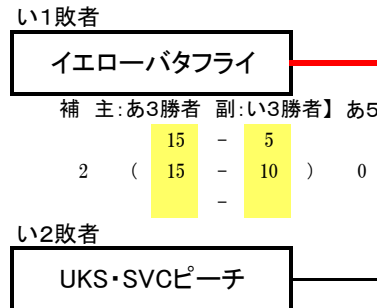 い1敗者
イエローバタフライ
補 主:あ3勝者 副:い3勝者】 あ5
15 - 5
2 ( 15 - 10 ) 0
-
い2敗者
UKS・SVCピーチ